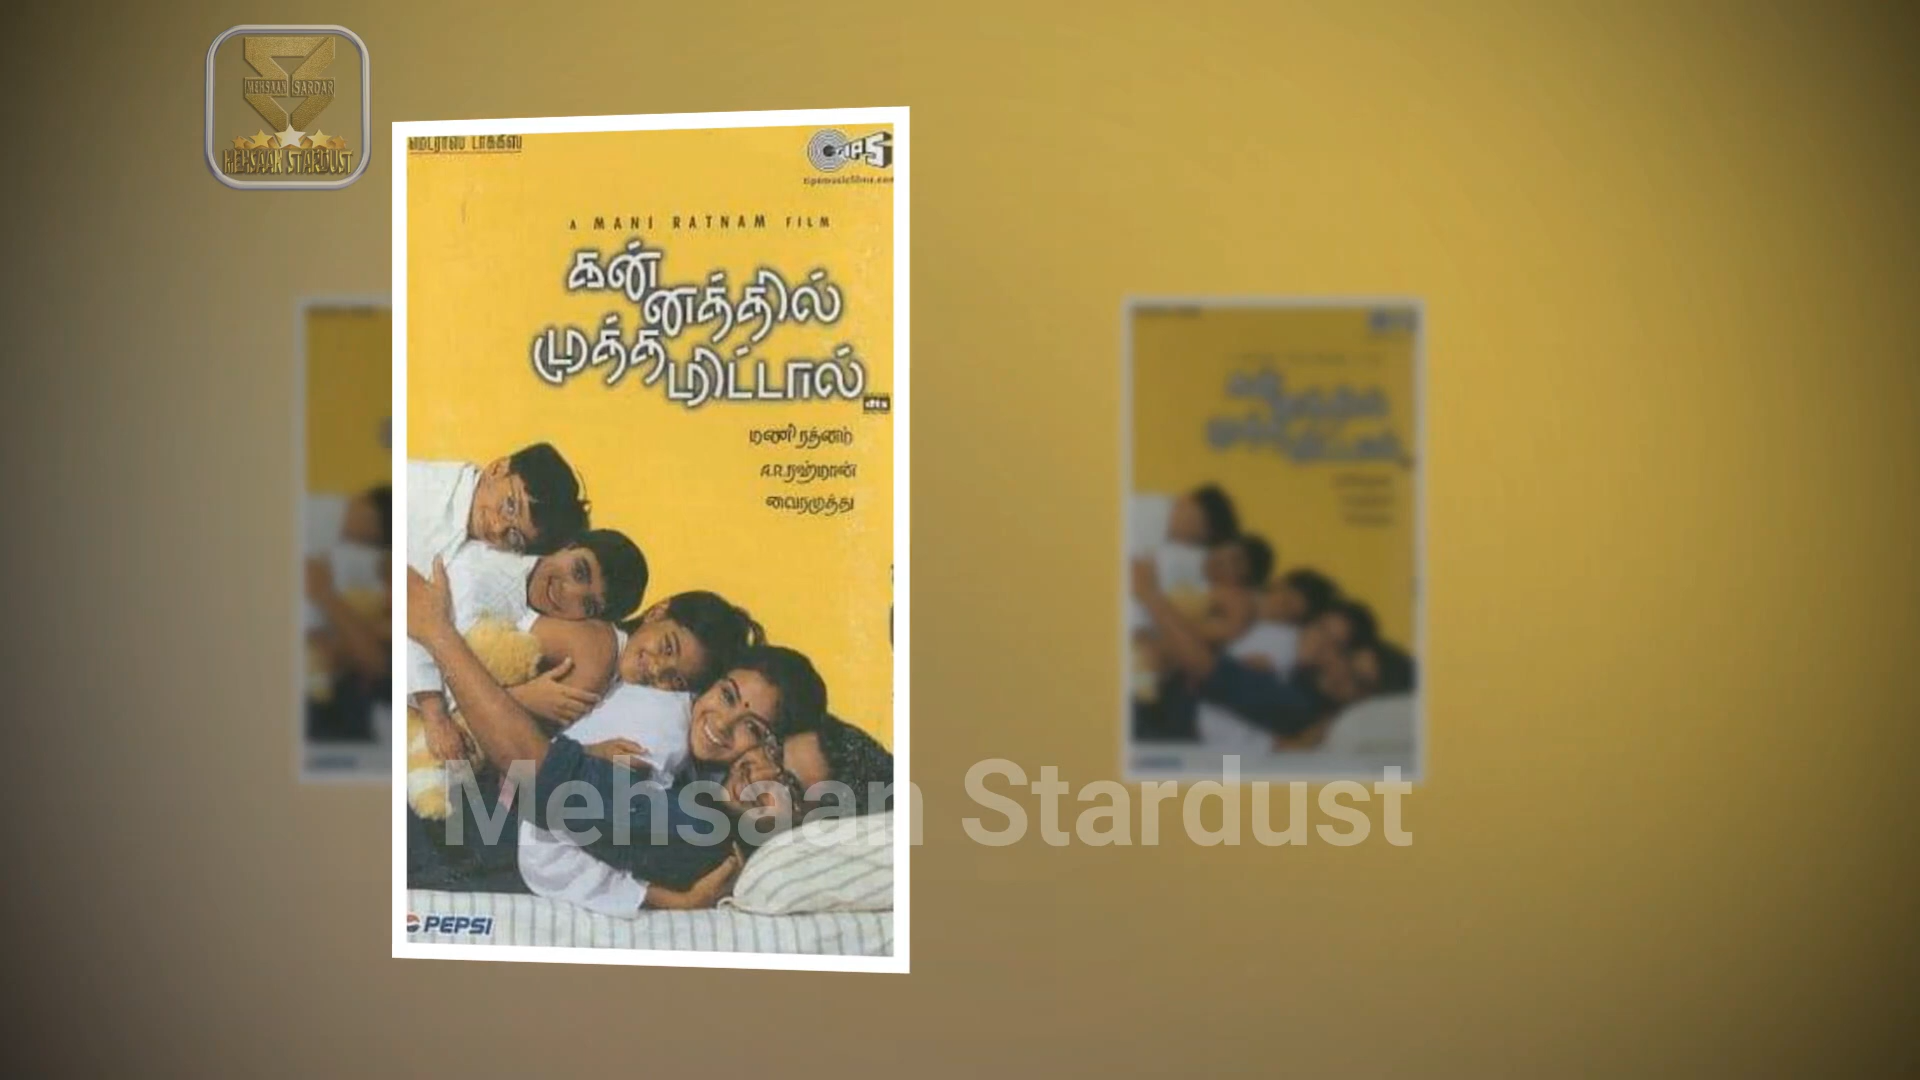 MEHSAAN SARDAR
MEHSAAN STARDUST
மெட்ராஸ் டாக்கீஸ்
TIPS
tipsmusicfilms.com
A MANI RATNAM FILM
கன்னத்தில்
முத்தமிட்டால்
dts
மணிரத்னம்
ஏ.ஆர்.ரஹ்மான்
வைரமுத்து
Mehsaan Stardust
PEPSI